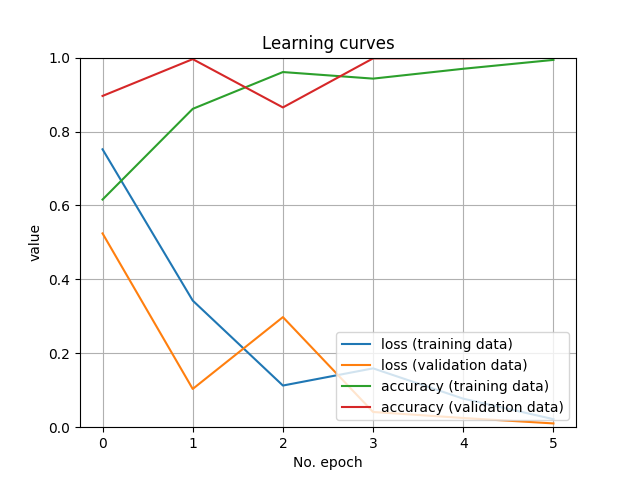 Learning curves
1.0
0.8
0.6
0.4
0.2
0.0
value
loss (training data)
loss (validation data)
accuracy (training data)
accuracy (validation data)
0 1 2 3 4 5
No. epoch